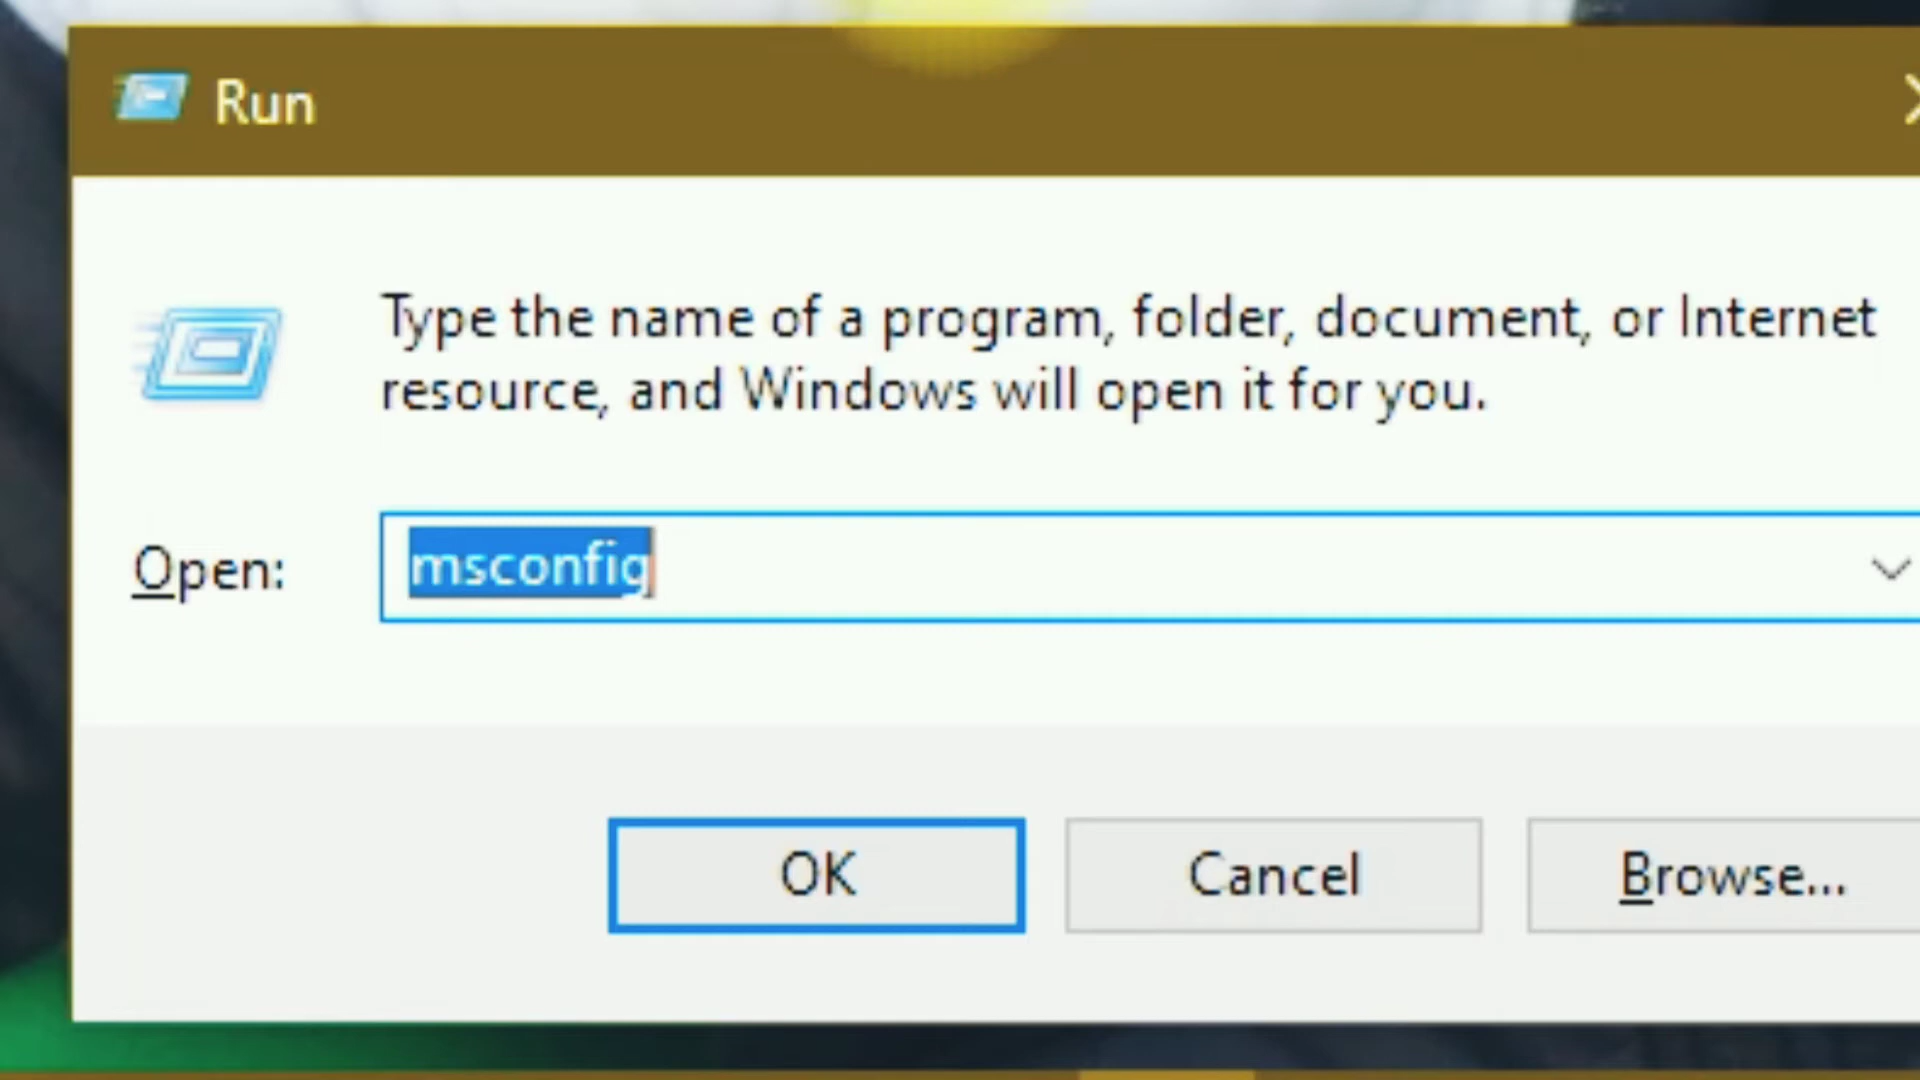 Run
Type the name of a program, folder, document, or Internet
resource, and Windows will open it for you.
Open:
msconfig
OK
Cancel
Browse...